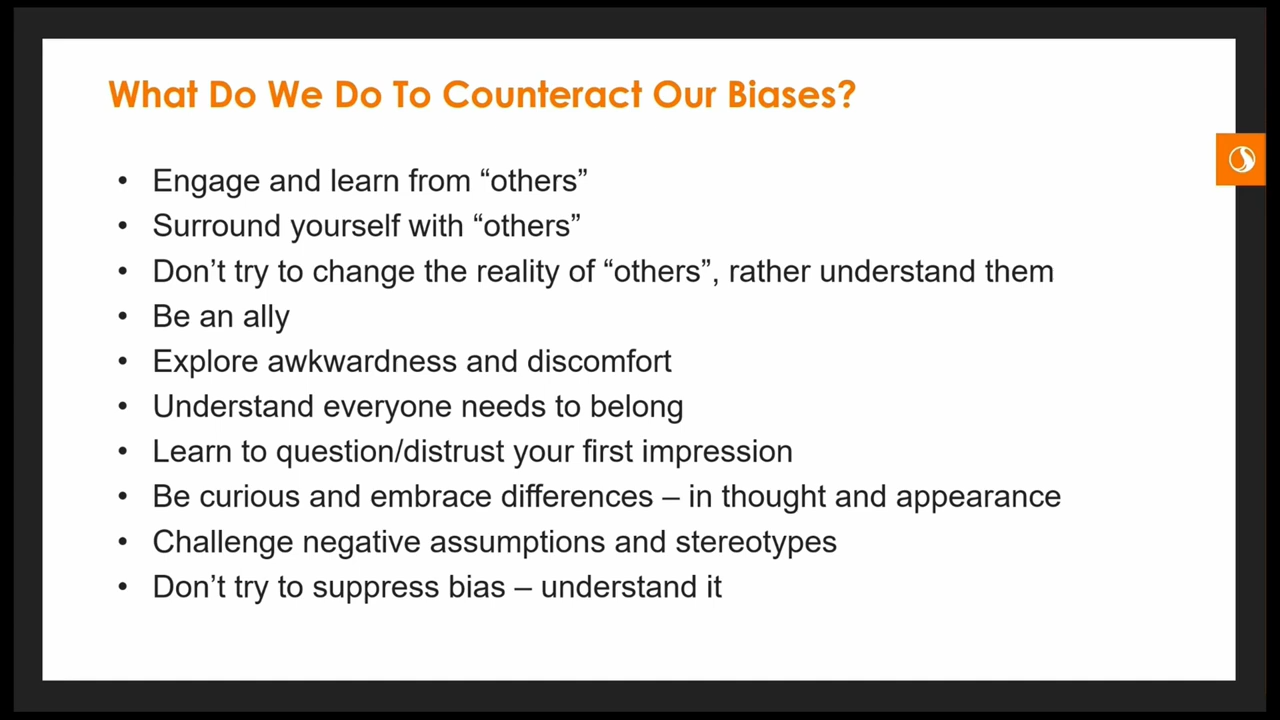 What Do We Do To Counteract Our Biases?
• Engage and learn from “others”
• Surround yourself with “others”
• Don’t try to change the reality of “others”, rather understand them
• Be an ally
• Explore awkwardness and discomfort
• Understand everyone needs to belong
• Learn to question/distrust your first impression
• Be curious and embrace differences – in thought and appearance
• Challenge negative assumptions and stereotypes
• Don’t try to suppress bias – understand it